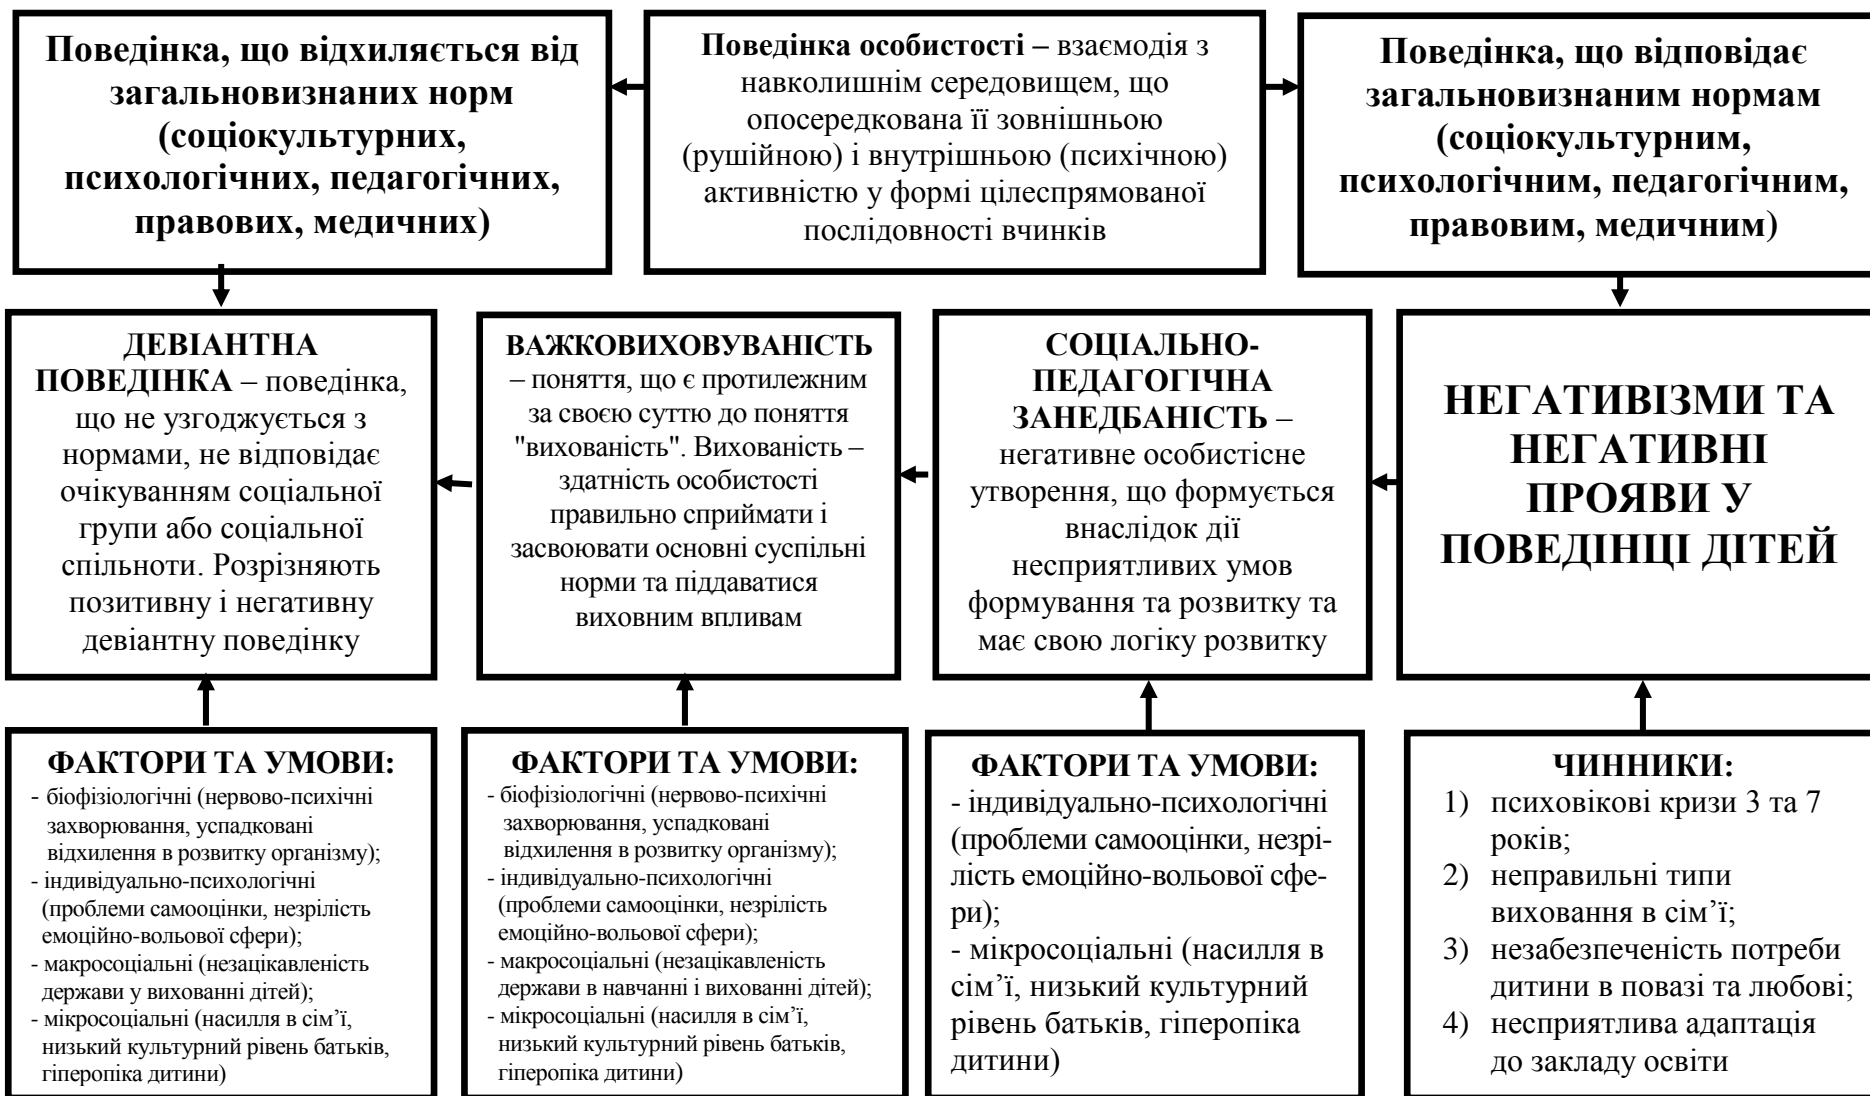 Поведінка, що відхиляється від
загальновизнаних норм
(соціокультурних,
психологічних, педагогічних,
правових, медичних)
Поведінка особистості – взаємодія з
навколишнім середовищем, що
опосередкована її зовнішньою
(рушійною) і внутрішньою (психічною)
активністю у формі цілеспрямованої
послідовності вчинків
Поведінка, що відповідає
загальновизнаним нормам
(соціокультурним,
психологічним, педагогічним,
правовим, медичним)
ДЕВІАНТНА
ПОВЕДІНКА – поведінка,
що не узгоджується з
нормами, не відповідає
очікуванням соціальної
групи або соціальної
спільноти. Розрізняють
позитивну і негативну
девіантну поведінку
ВАЖКОВИХОВУВАНІСТЬ
– поняття, що є протилежним
за своєю суттю до поняття
"вихованість". Вихованість –
здатність особистості
правильно сприймати і
засвоювати основні суспільні
норми та піддаватися
виховним впливам
СОЦІАЛЬНО-
ПЕДАГОГІЧНА
ЗАНЕДБАНІСТЬ –
негативне особистісне
утворення, що формується
внаслідок дії
несприятливих умов
формування та розвитку та
має свою логіку розвитку
НЕГАТИВІЗМИ ТА
НЕГАТИВНІ
ПРОЯВИ У
ПОВЕДІНЦІ ДІТЕЙ
ФАКТОРИ ТА УМОВИ:
- біофізіологічні (нервово-психічні
захворювання, успадковані
відхилення в розвитку організму);
- індивідуально-психологічні
(проблеми самооцінки, незрілість
емоційно-вольової сфери);
- макросоціальні (незацікавленість
держави у вихованні дітей);
- мікросоціальні (насилля в сім’ї,
низький культурний рівень батьків,
гіперопіка дитини)
ФАКТОРИ ТА УМОВИ:
- біофізіологічні (нервово-психічні
захворювання, успадковані
відхилення в розвитку організму);
- індивідуально-психологічні
(проблеми самооцінки, незрілість
емоційно-вольової сфери);
- макросоціальні (незацікавленість
держави в навчанні і вихованні дітей);
- мікросоціальні (насилля в сім’ї,
низький культурний рівень батьків,
гіперопіка дитини)
ФАКТОРИ ТА УМОВИ:
- індивідуально-психологічні
(проблеми самооцінки, незрі-
лість емоційно-вольової сфе-
ри);
- мікросоціальні (насилля в
сім’ї, низький культурний
рівень батьків, гіперопіка
дитини)
ЧИННИКИ:
1) психовікові кризи 3 та 7
років;
2) неправильні типи
виховання в сім’ї;
3) незабезпеченість потреби
дитини в повазі та любові;
4) несприятлива адаптація
до закладу освіти